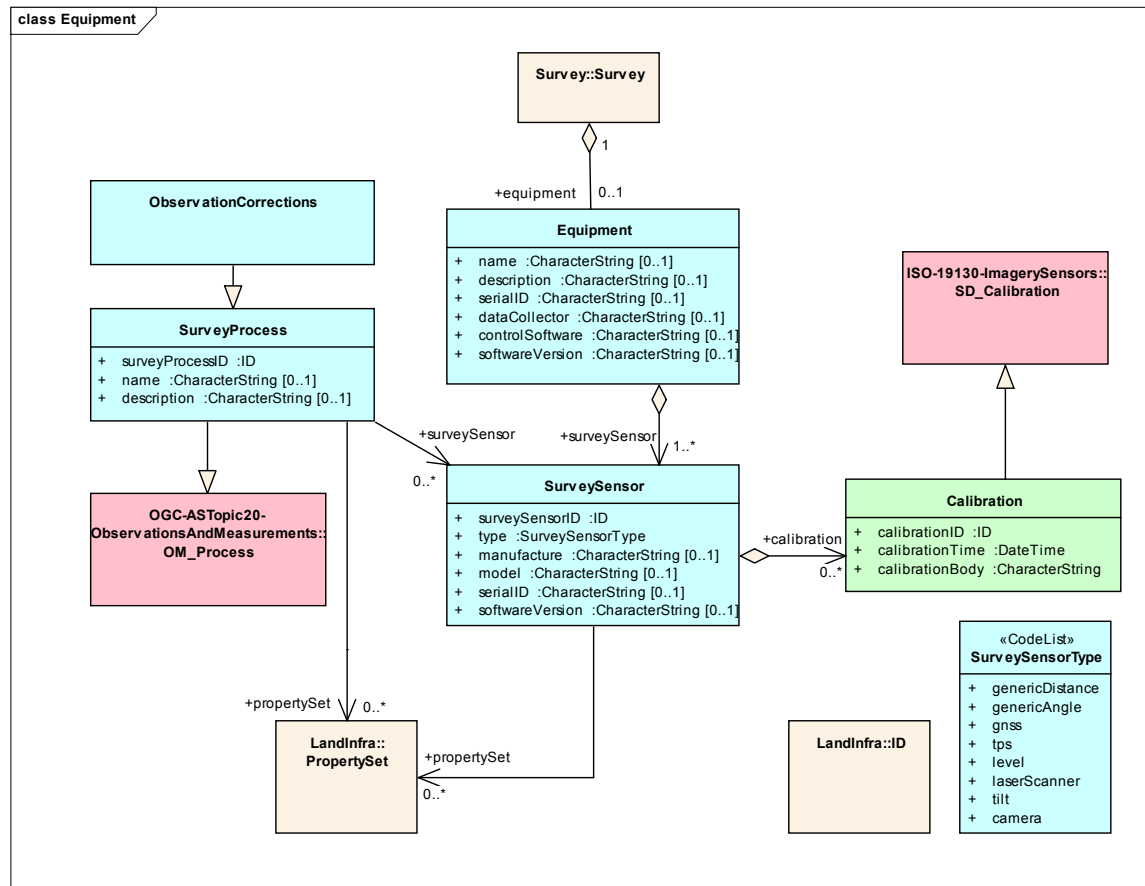 class Equipment
Survey::Survey
1
+equipment
0..1
ObservationCorrections
Equipment
+ name :CharacterString [0..1]
+ description :CharacterString [0..1]
+ serialID :CharacterString [0..1]
+ dataCollector :CharacterString [0..1]
+ controlSoftware :CharacterString [0..1]
+ softwareVersion :CharacterString [0..1]
ISO-19130-ImagerySensors::
SD_Calibration
SurveyProcess
+ surveyProcessID :ID
+ name :CharacterString [0..1]
+ description :CharacterString [0..1]
+surveySensor
0..*
+surveySensor
1..*
OGC-ASTopic20-
ObservationsAndMeasurements::
OM_Process
SurveySensor
+ surveySensorID :ID
+ type :SurveySensorType
+ manufacture :CharacterString [0..1]
+ model :CharacterString [0..1]
+ serialID :CharacterString [0..1]
+ softwareVersion :CharacterString [0..1]
+calibration
0..*
Calibration
+ calibrationID :ID
+ calibrationTime :DateTime
+ calibrationBody :CharacterString
«CodeList»
SurveySensorType
+ genericDistance
+ genericAngle
+ gnss
+ tps
+ level
+ laserScanner
+ tilt
+ camera
+propertySet
0..*
LandInfra::
PropertySet
+propertySet
0..*
LandInfra::ID